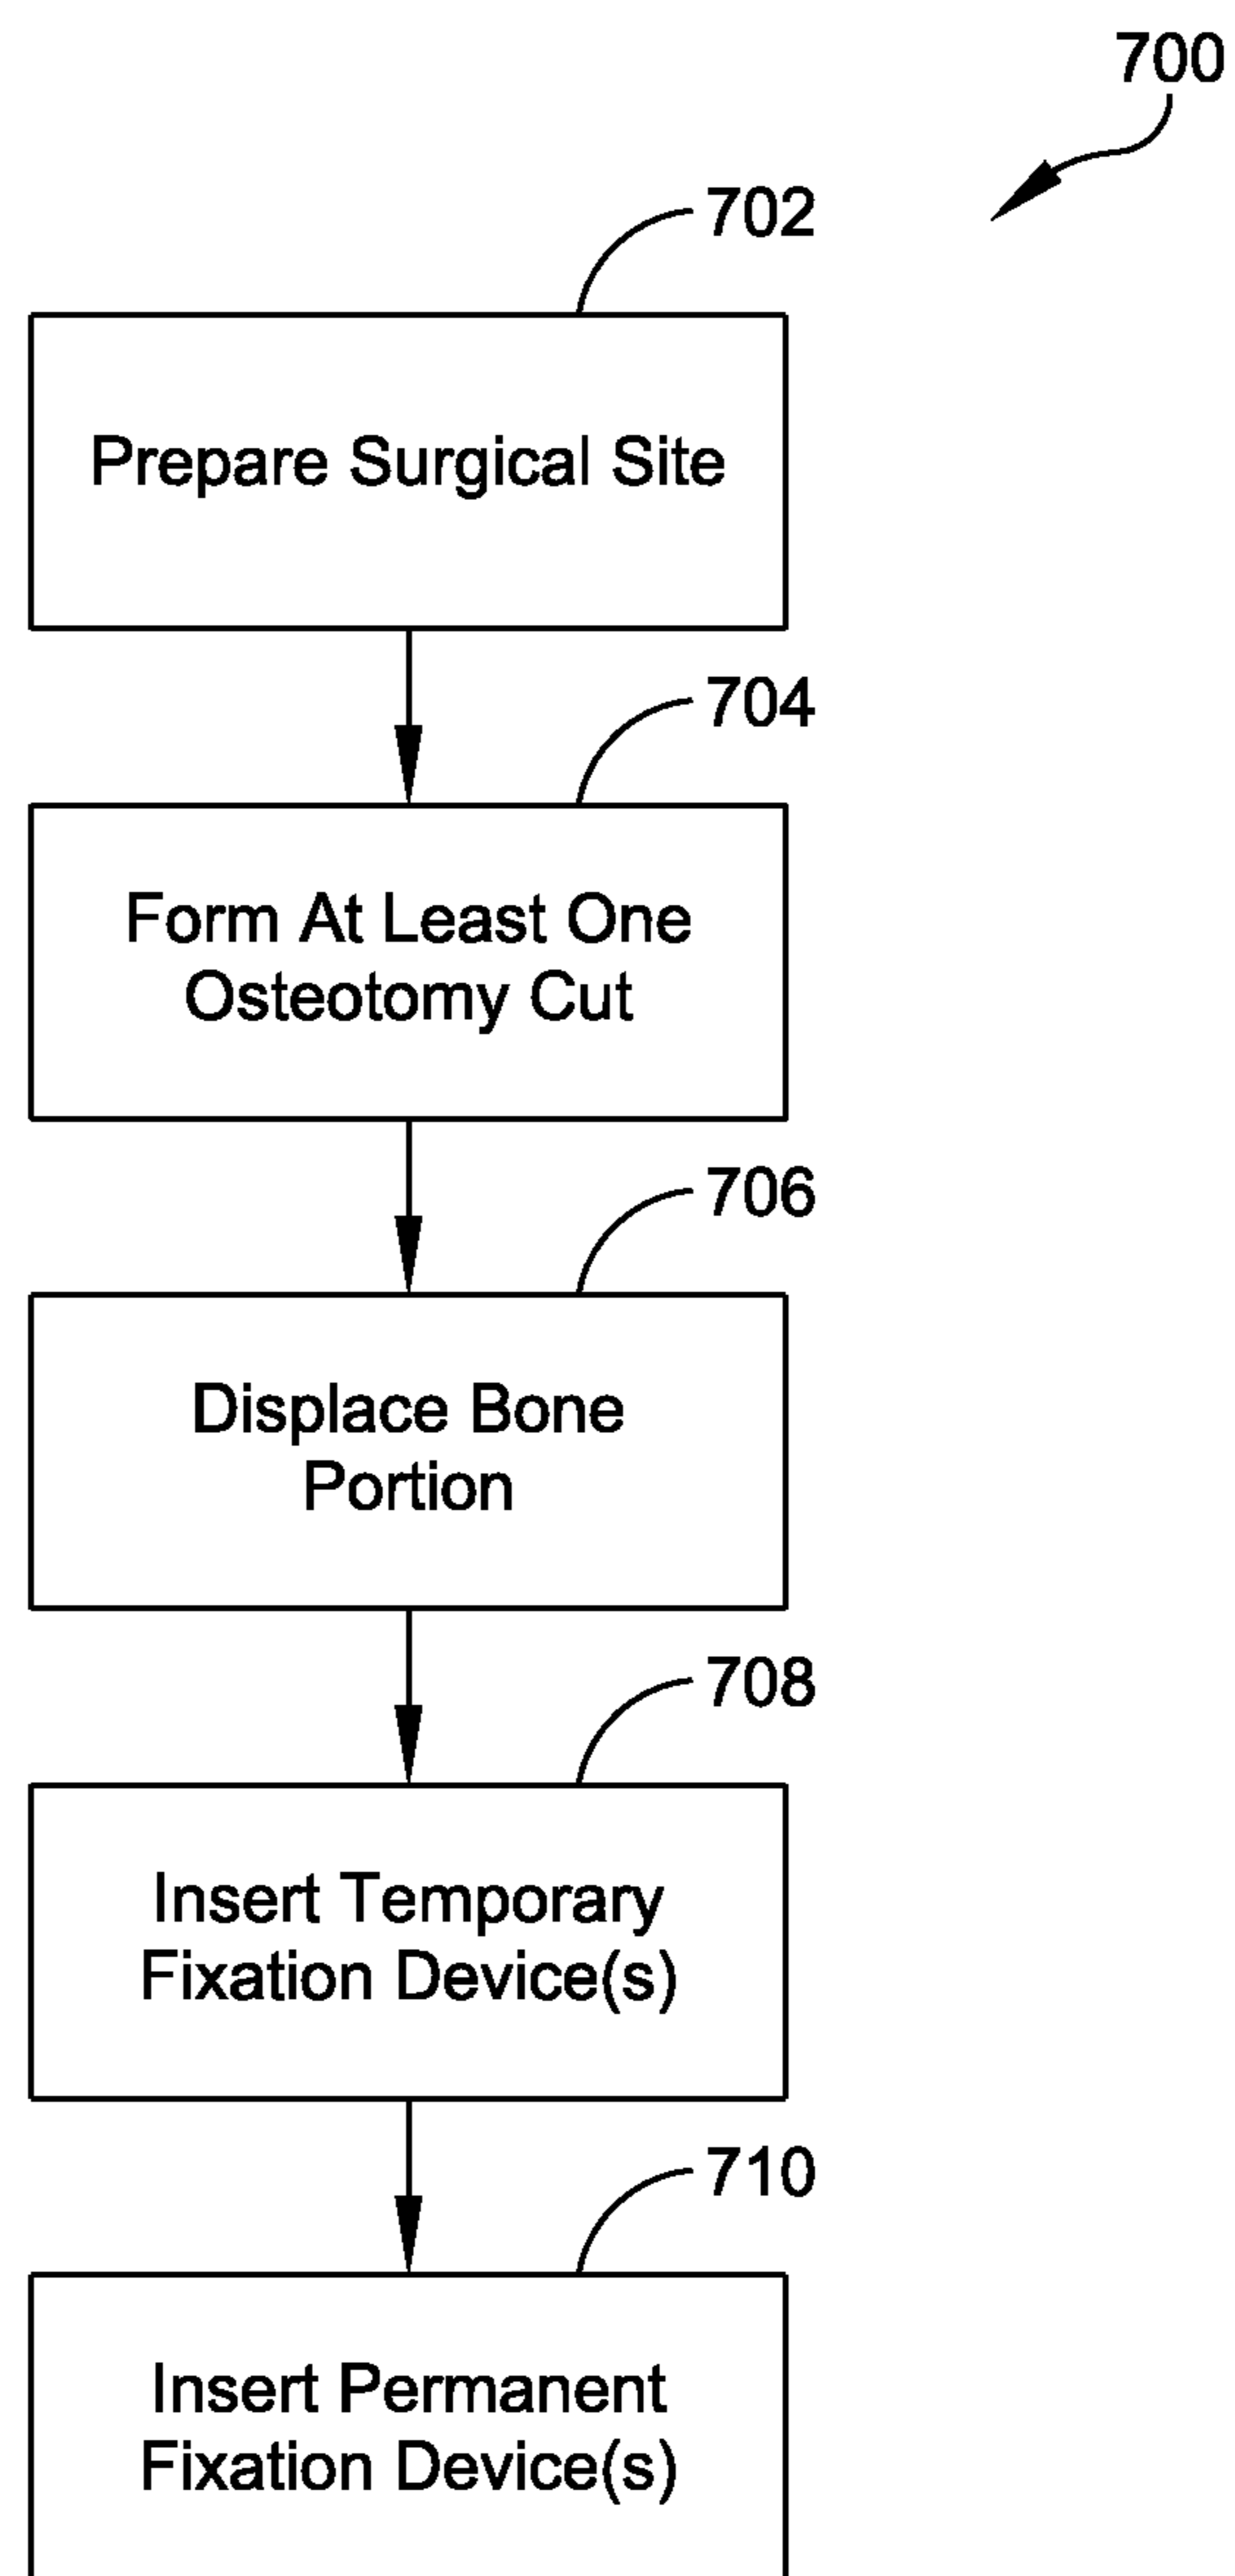 700
702
Prepare Surgical Site
704
Form At Least One
Osteotomy Cut
706
Displace Bone
Portion
708
Insert Temporary
Fixation Device(s)
710
Insert Permanent
Fixation Device(s)